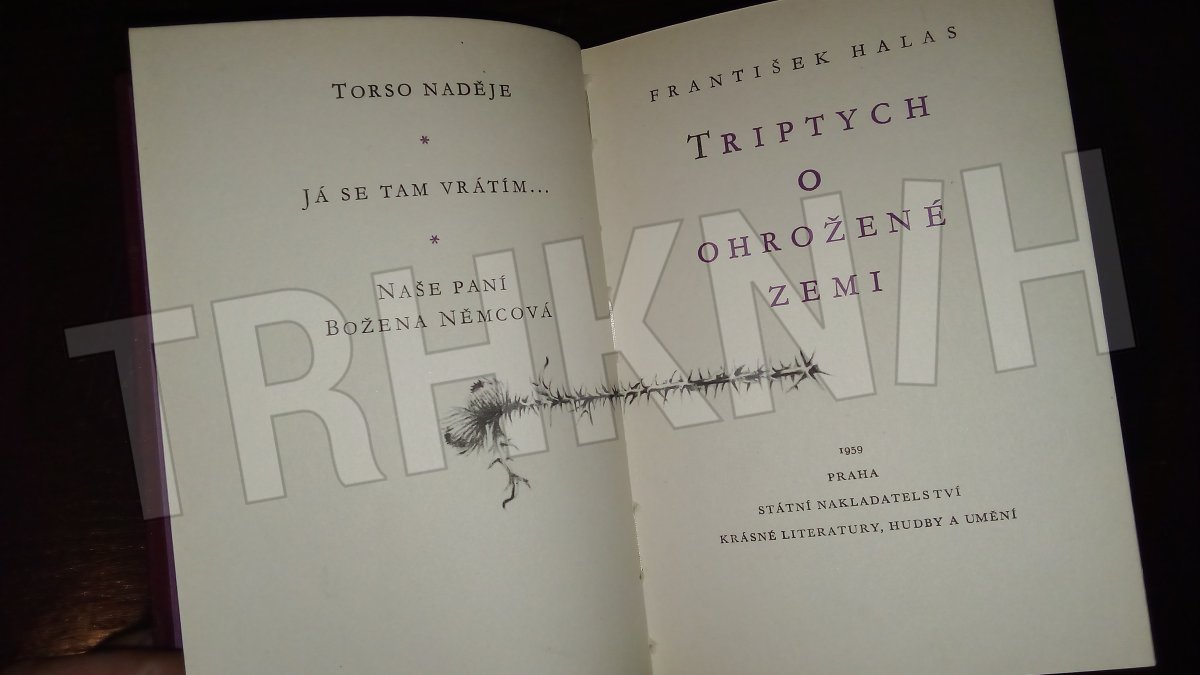 TORSO NADĚJE
*
JÁ SE TAM VRÁTÍM...
*
NAŠE PANÍ
BOŽENA NĚMCOVÁ
FRANTIŠEK HALAS
TRIPTYCH
O
OHROŽENÉ
ZEMI
1959
PRAHA
STÁTNÍ NAKLADATELSTVÍ
KRÁSNÉ LITERATURY, HUDBY A UMĚNÍ
TRHKNIH